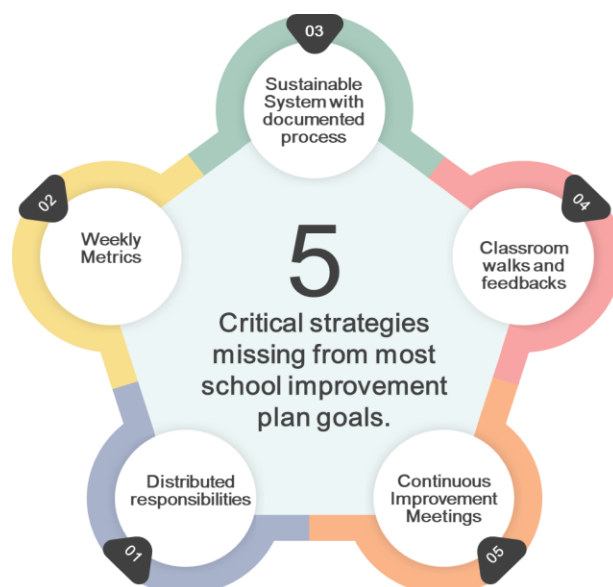 03
Sustainable
System with
documented
process
02
Weekly
Metrics
04
Classroom
walks and
feedbacks
5
Critical strategies
missing from most
school improvement
plan goals.
Distributed
responsibilities
01
Continuous
Improvement
Meetings
05